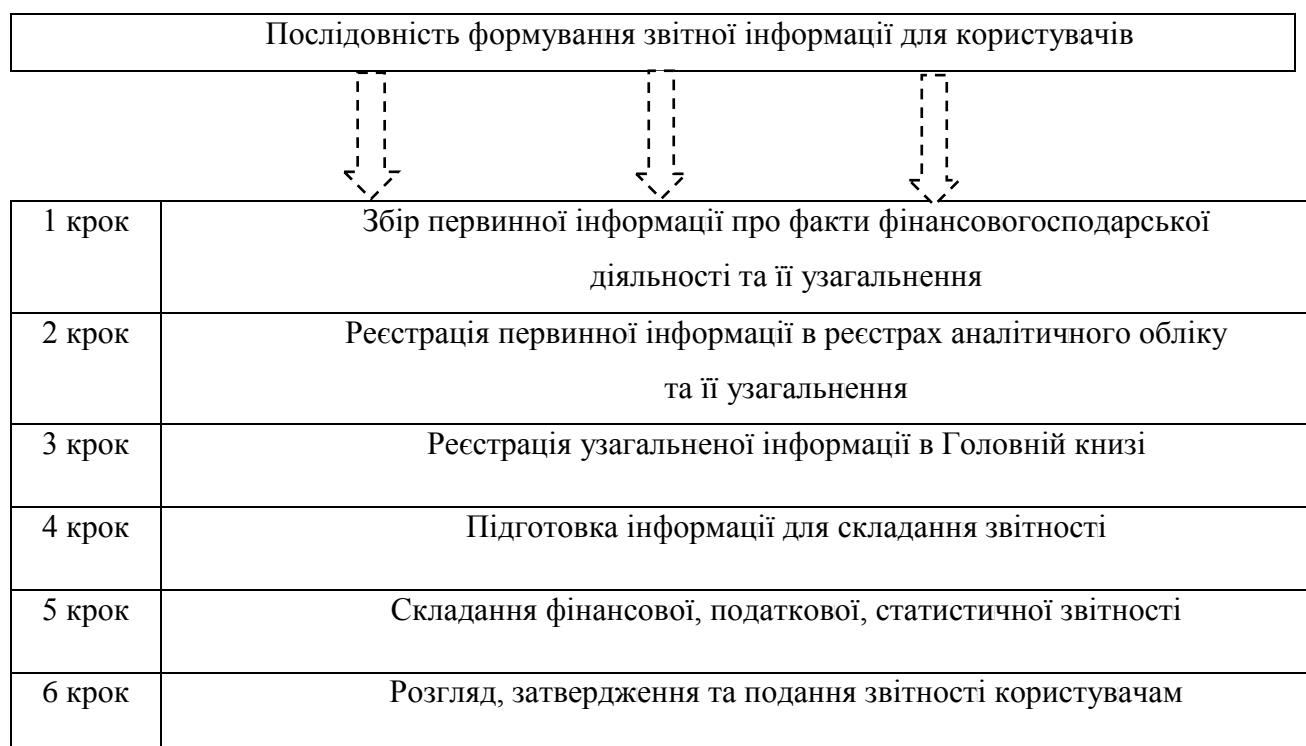 Послідовність формування звітної інформації для користувачів
1 крок Збір первинної інформації про факти фінансовогосподарської
діяльності та її узагальнення
2 крок Реєстрація первинної інформації в реєстрах аналітичного обліку
та її узагальнення
3 крок Реєстрація узагальненої інформації в Головній книзі
4 крок Підготовка інформації для складання звітності
5 крок Складання фінансової, податкової, статистичної звітності
6 крок Розгляд, затвердження та подання звітності користувачам